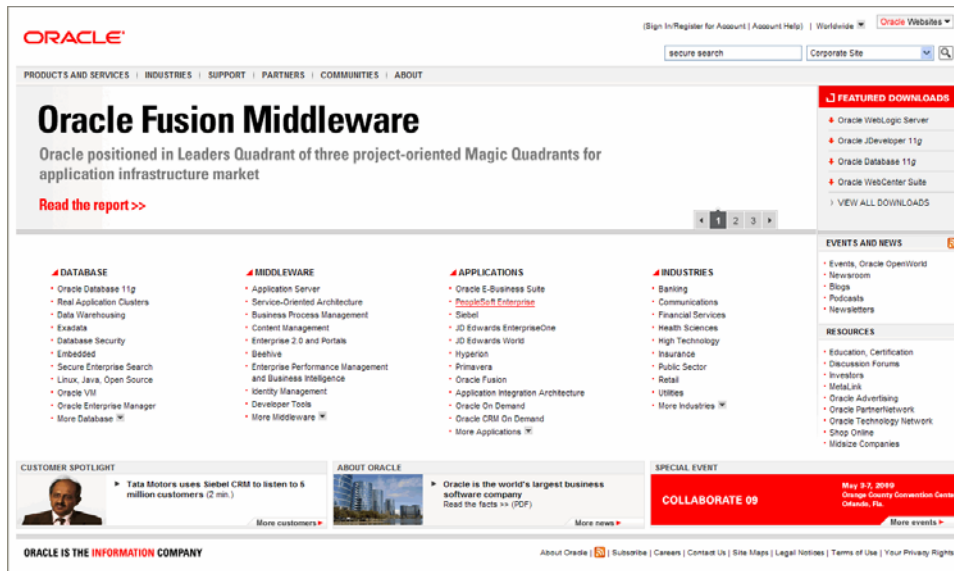 ORACLE
(Sign In/Register for Account | Account Help) | Worldwide
Oracle Websites
secure search
Corporate Site
PRODUCTS AND SERVICES | INDUSTRIES | SUPPORT | PARTNERS | COMMUNITIES | ABOUT
Oracle Fusion Middleware
Oracle positioned in Leaders Quadrant of three project-oriented Magic Quadrants for
application infrastructure market
Read the report >>
1 2 3
FEATURED DOWNLOADS
Oracle WebLogic Server
Oracle JDeveloper 11g
Oracle Database 11g
Oracle WebCenter Suite
VIEW ALL DOWNLOADS
DATABASE
Oracle Database 11g
Real Application Clusters
Data Warehousing
Exadata
Database Security
Embedded
Secure Enterprise Search
Linux, Java, Open Source
Oracle VM
Oracle Enterprise Manager
More Database
MIDDLEWARE
Application Server
Service-Oriented Architecture
Business Process Management
Content Management
Enterprise 2.0 and Portals
Beehive
Enterprise Performance Management
and Business Intelligence
Identity Management
Developer Tools
More Middleware
APPLICATIONS
Oracle E-Business Suite
PeopleSoft Enterprise
Siebel
JD Edwards EnterpriseOne
JD Edwards World
Hyperion
Primavera
Oracle Fusion
Application Integration Architecture
Oracle On Demand
Oracle CRM On Demand
More Applications
INDUSTRIES
Banking
Communications
Financial Services
Health Sciences
High Technology
Insurance
Public Sector
Retail
Utilities
More Industries
EVENTS AND NEWS
Events, Oracle OpenWorld
Newsroom
Blogs
Podcasts
Newsletters
RESOURCES
Education, Certification
Discussion Forums
Investors
MetaLink
Oracle Advertising
Oracle PartnerNetwork
Oracle Technology Network
Shop Online
Midsize Companies
CUSTOMER SPOTLIGHT
Tata Motors uses Siebel CRM to listen to 5
million customers (2 min.)
More customers
ABOUT ORACLE
Oracle is the world's largest business
software company
Read the facts >> (PDF)
More news
SPECIAL EVENT
COLLABORATE 09
May 3-7, 2009
Orange County Convention Cente
Orlando, Fla.
More events
ORACLE IS THE INFORMATION COMPANY
About Oracle | Subscribe | Careers | Contact Us | Site Maps | Legal Notices | Terms of Use | Your Privacy Rights